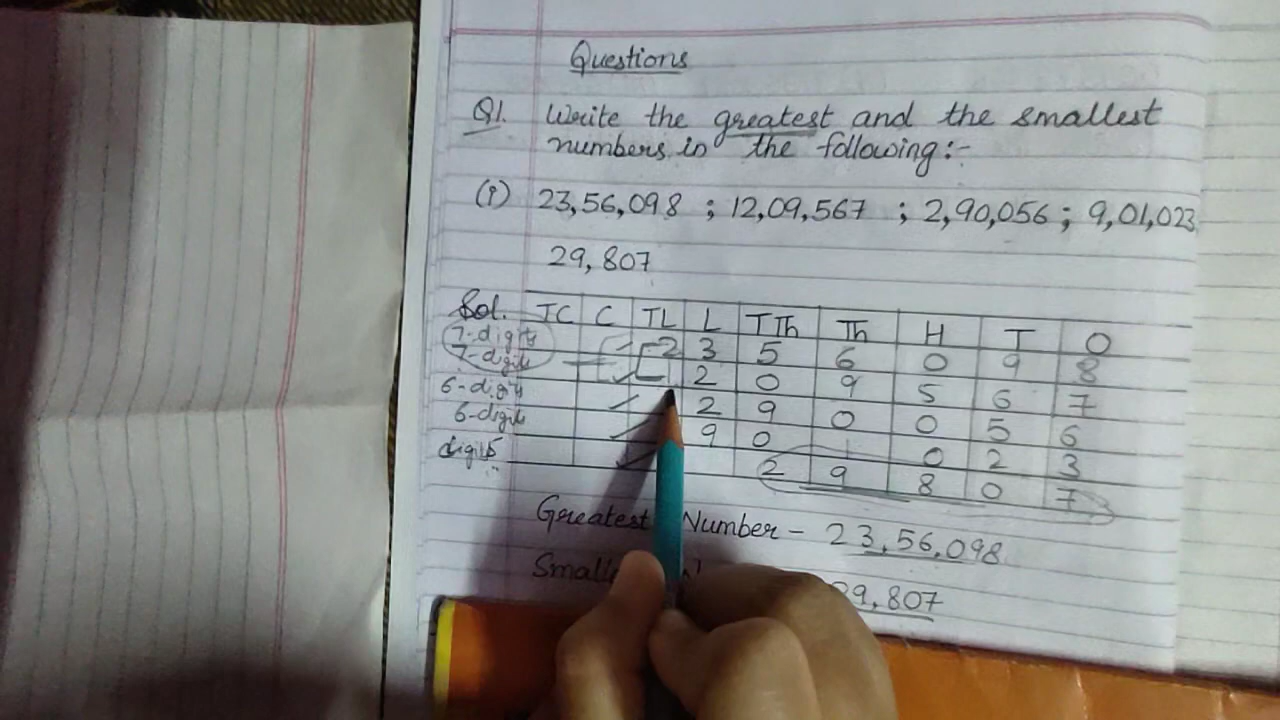 Questions
Q1. Write the greatest and the smallest
numbers in the following:-
(i) 23,56,098 ; 12,09,567 ; 2,90,056 ; 9,01,023
29,807
Sol. TC C TL L TTh Th H T O
7-digits 2 3 5 6 0 9 8
7-digits 2 0 9 5 6 7
6-digits 2 9 0 0 5 6
6-digits 9 0 1 0 2 3
digits 2 9 8 0 7
Greatest Number - 23,56,098
29,807